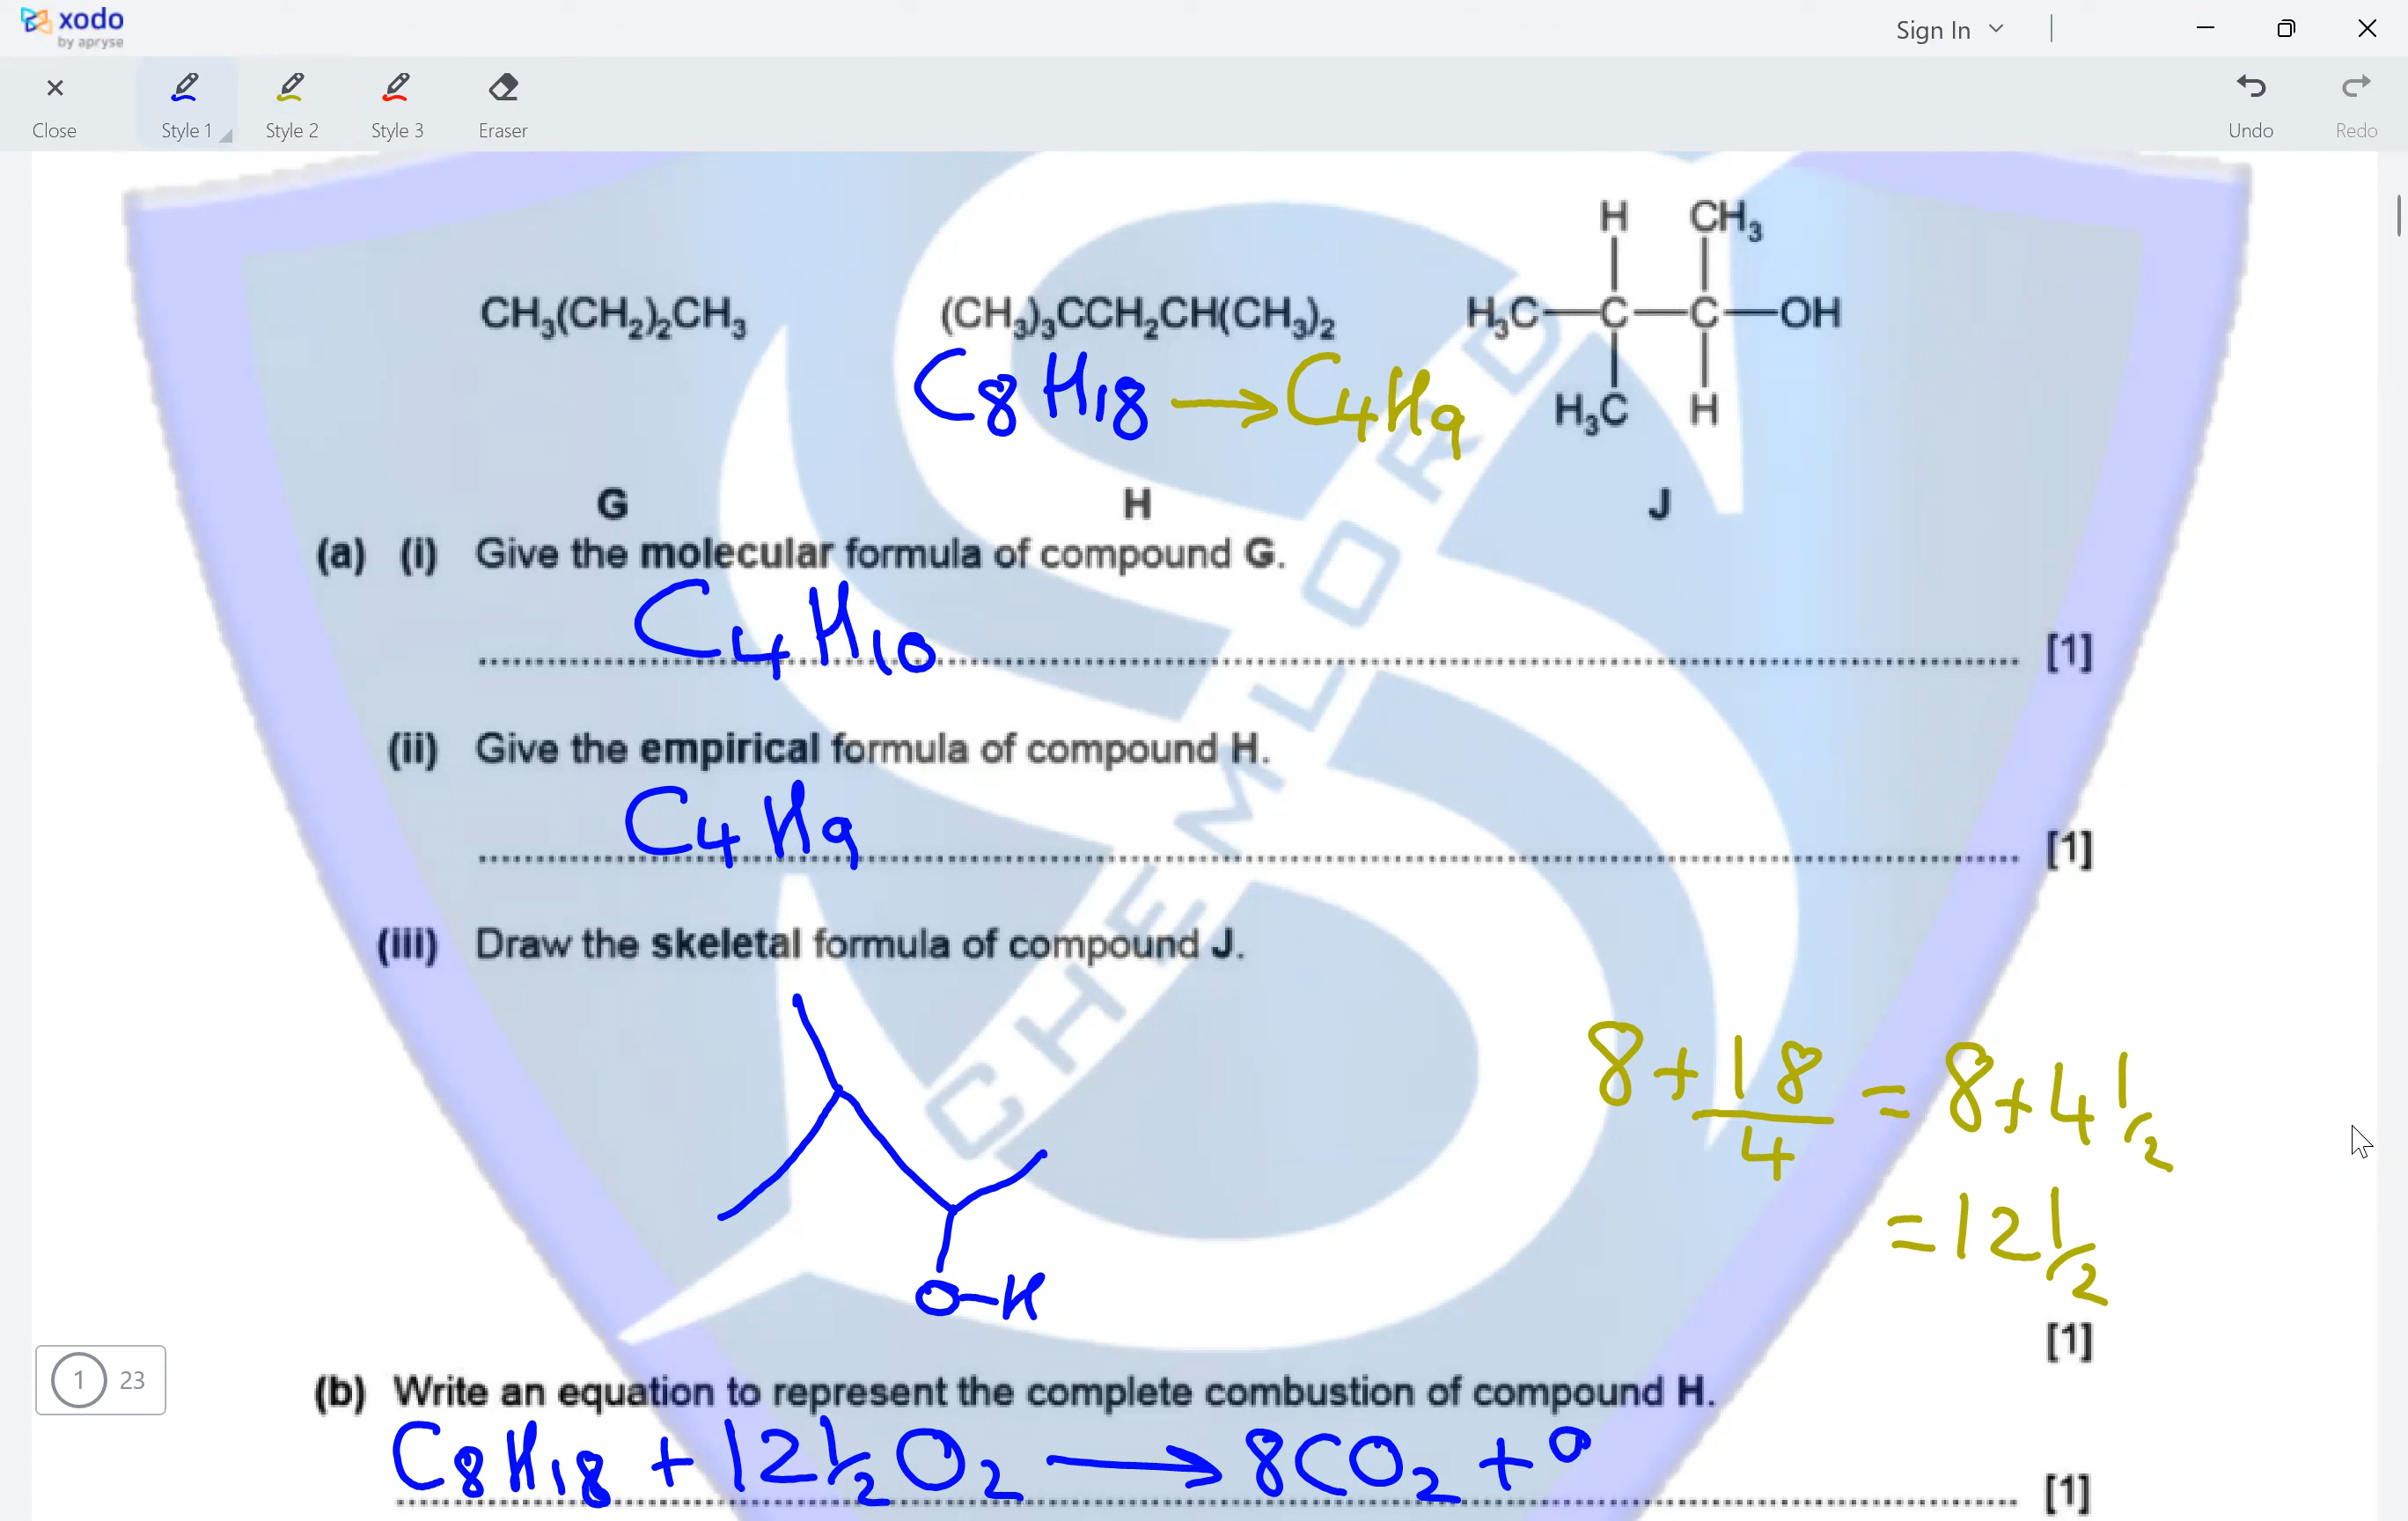 xodo
by apryse
Sign In
Close
Style 1
Style 2
Style 3
Eraser
Undo
Redo
CH₃(CH₂)₂CH₃
(CH₃)₃CCH₂CH(CH₃)₂
H CH₃
H₃C—C—C—OH
H₃C H
C₈H₁₈ → C₄H₉
G H J
(a) (i) Give the molecular formula of compound G.
C₄H₁₀
[1]
(ii) Give the empirical formula of compound H.
C₄H₉
[1]
(iii) Draw the skeletal formula of compound J.
O-H
8+18/4 = 8+4 1/2
=12 1/2
[1]
CHEMLORD
1 23
(b) Write an equation to represent the complete combustion of compound H.
C₈H₁₈ + 12 1/2 O₂ → 8CO₂ +
[1]